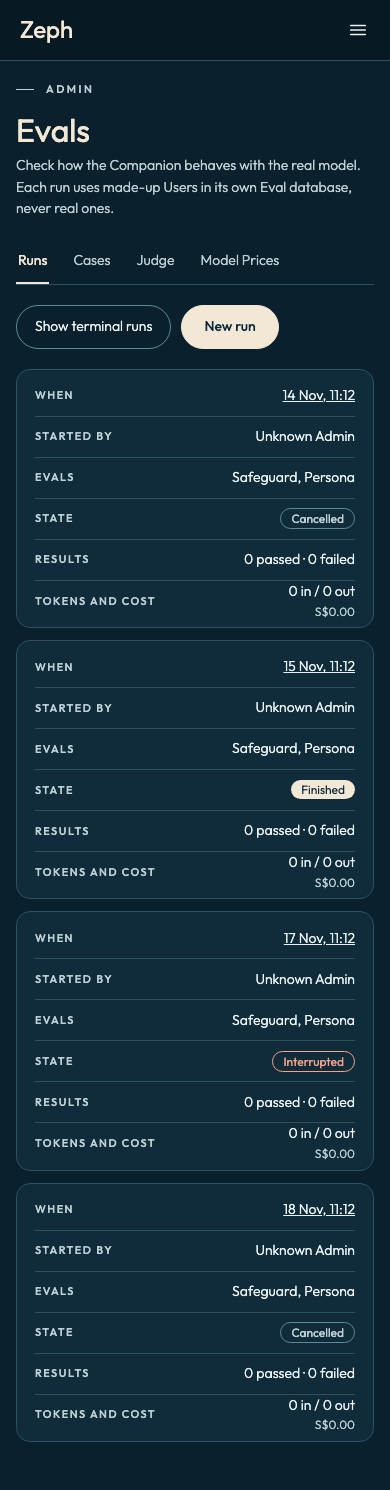 Zeph
ADMIN
Evals
Check how the Companion behaves with the real model.
Each run uses made-up Users in its own Eval database,
never real ones.
Runs Cases Judge Model Prices
Show terminal runs New run
WHEN 14 Nov, 11:12
STARTED BY Unknown Admin
EVALS Safeguard, Persona
STATE Cancelled
RESULTS 0 passed · 0 failed
TOKENS AND COST 0 in / 0 out
S$0.00
WHEN 15 Nov, 11:12
STARTED BY Unknown Admin
EVALS Safeguard, Persona
STATE Finished
RESULTS 0 passed · 0 failed
TOKENS AND COST 0 in / 0 out
S$0.00
WHEN 17 Nov, 11:12
STARTED BY Unknown Admin
EVALS Safeguard, Persona
STATE Interrupted
RESULTS 0 passed · 0 failed
TOKENS AND COST 0 in / 0 out
S$0.00
WHEN 18 Nov, 11:12
STARTED BY Unknown Admin
EVALS Safeguard, Persona
STATE Cancelled
RESULTS 0 passed · 0 failed
TOKENS AND COST 0 in / 0 out
S$0.00